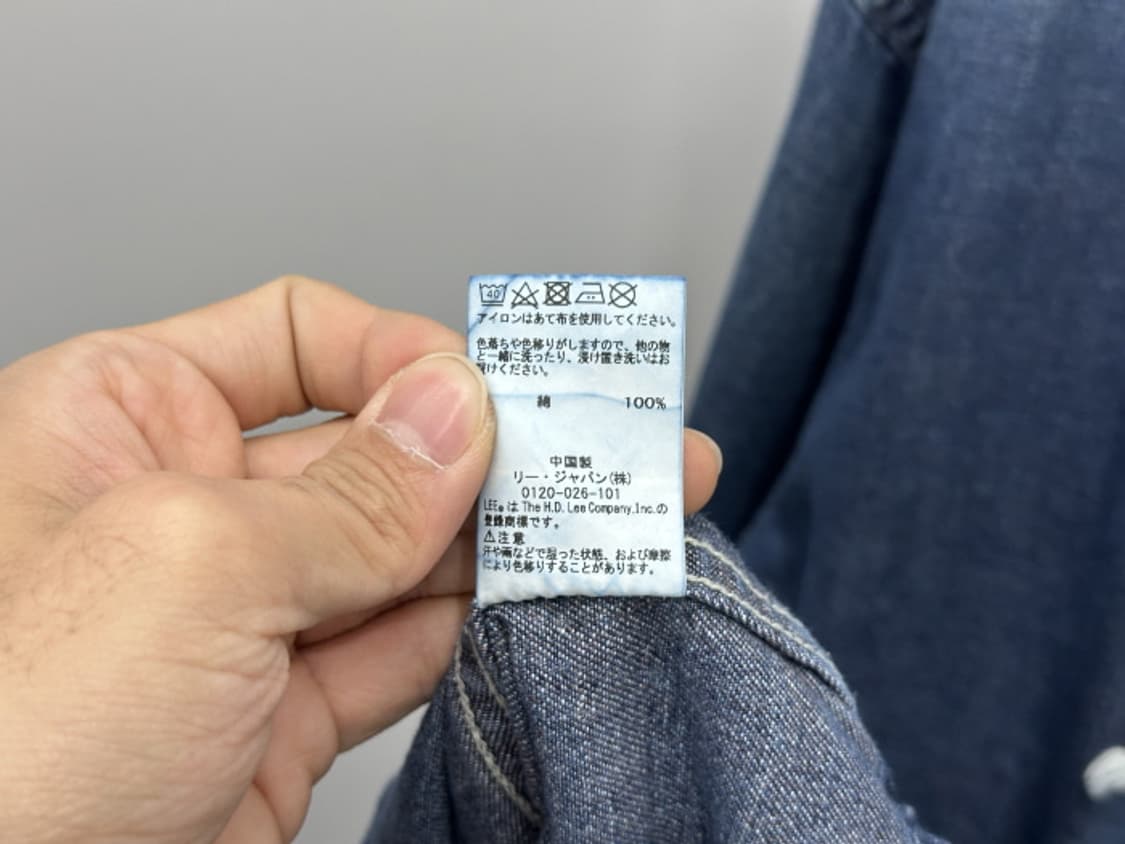 40
アイロンはあて布を使用してください。
色落ちや色移りがしますので、他の物
と一緒に洗ったり、浸け置き洗いはお
避けください。
綿 100%
中国製
リー・ジャパン(株)
0120-026-101
LEE®は The H.D. Lee Company.Inc.の
登録商標です。
⚠注意
汗や雨などで湿った状態、および摩擦
により色移りすることがあります。